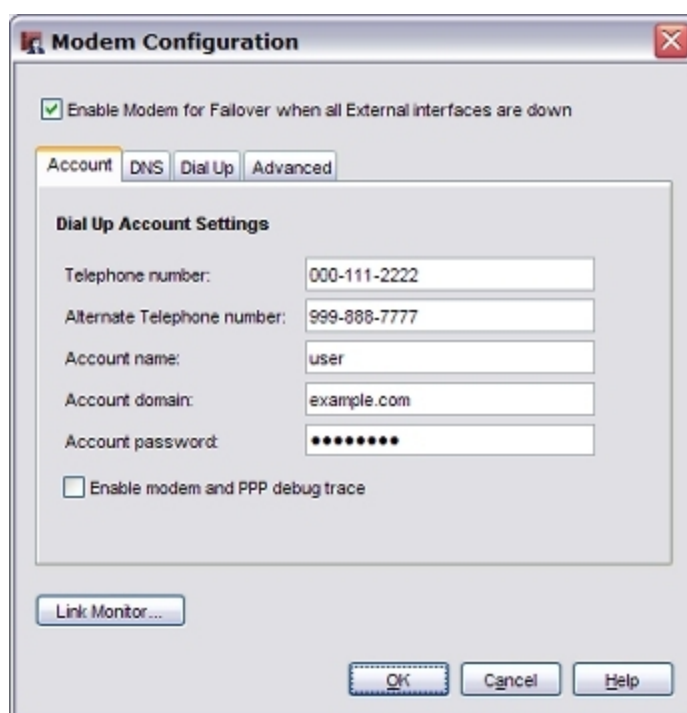 Modem Configuration
Enable Modem for Failover when all External interfaces are down
Account DNS Dial Up Advanced
Dial Up Account Settings
Telephone number: 000-111-2222
Alternate Telephone number: 999-888-7777
Account name: user
Account domain: example.com
Account password: ••••••••
Enable modem and PPP debug trace
Link Monitor...
OK Cancel Help